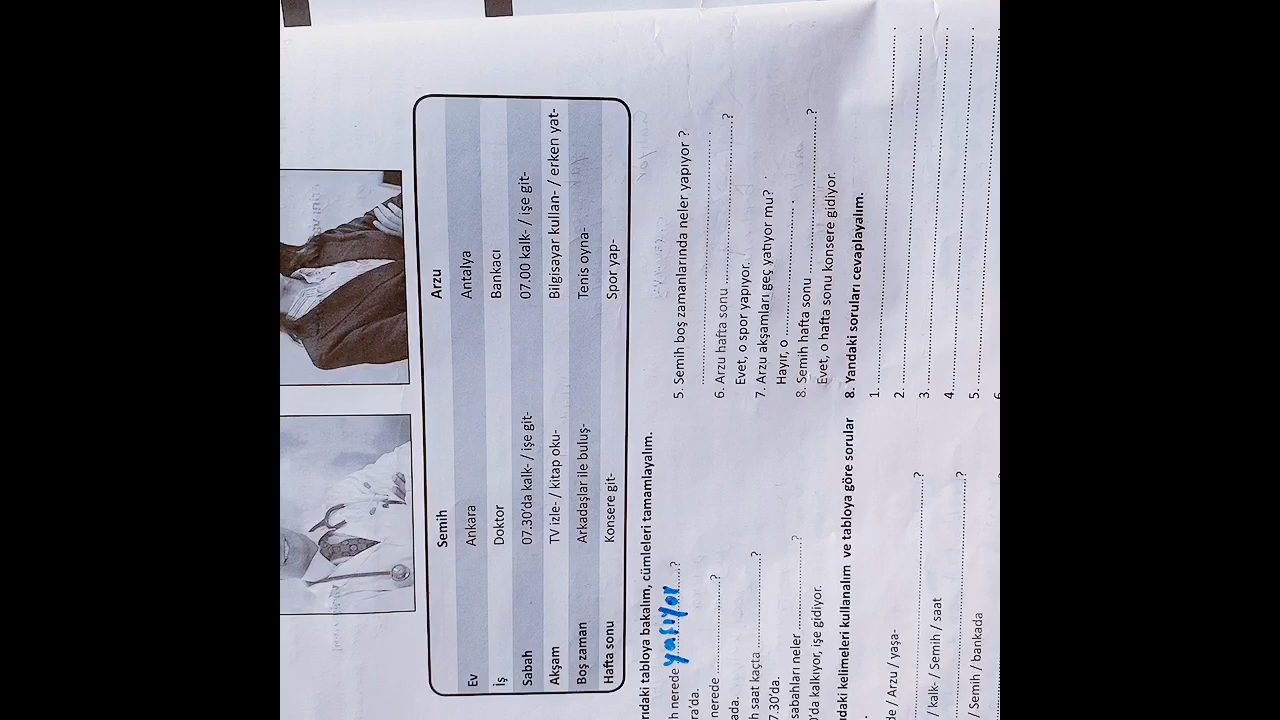 Semih Arzu
Ev Ankara Antalya
İş Doktor Bankacı
Sabah 07.30'da kalk- / işe git- 07.00 kalk- / işe git-
Akşam TV izle- / kitap oku- Bilgisayar kullan- / erken yat-
Boş zaman Arkadaşlar ile buluş- Tenis oyna-
Hafta sonu Konsere git- Spor yap-
rıdaki tabloya bakalım, cümleleri tamamlayalım.
h nerede yaşıyor ?
ra'da.
nerede ..............................?
ada.
h saat kaçta ..............................?
7.30'da.
sabahları neler ..............................?
0'da kalkıyor, işe gidiyor.
daki kelimeleri kullanalım ve tabloya göre sorular
de / Arzu / yaşa-
..............................?
/ kalk- / Semih / saat
..............................?
/ Semih / bankada
5. Semih boş zamanlarında neler yapıyor ?
..............................
6. Arzu hafta sonu ..............................?
Evet, o spor yapıyor.
7. Arzu akşamları geç yatıyor mu?
Hayır, o ..............................
8. Semih hafta sonu ..............................?
Evet, o hafta sonu konsere gidiyor.
8. Yandaki soruları cevaplayalım.
1. ..............................
2. ..............................
3. ..............................
4. ..............................
5. ..............................
6